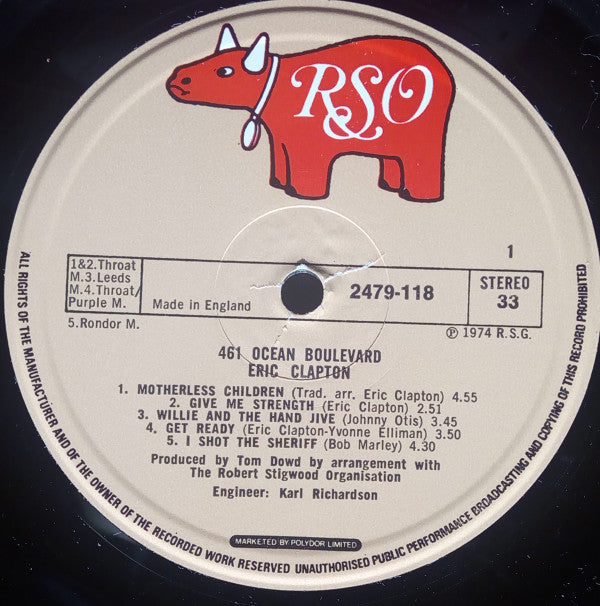 RSO
1
1&2.Throat
M.3.Leeds
M.4.Throat/
Purple M.
Made in England
2479-118
STEREO
33
5.Rondor M.
℗ 1974 R.S.G.
461 OCEAN BOULEVARD
ERIC CLAPTON
1. MOTHERLESS CHILDREN (Trad. arr. Eric Clapton) 4.55
2. GIVE ME STRENGTH (Eric Clapton) 2.51
3. WILLIE AND THE HAND JIVE (Johnny Otis) 3.45
4. GET READY (Eric Clapton-Yvonne Elliman) 3.50
5. I SHOT THE SHERIFF (Bob Marley) 4.30
Produced by Tom Dowd by arrangement with
The Robert Stigwood Organisation
Engineer: Karl Richardson
MARKETED BY POLYDOR LIMITED
ALL RIGHTS OF THE MANUFACTURER AND OF THE OWNER OF THE RECORDED WORK RESERVED UNAUTHORISED PUBLIC PERFORMANCE BROADCASTING AND COPYING OF THIS RECORD PROHIBITED